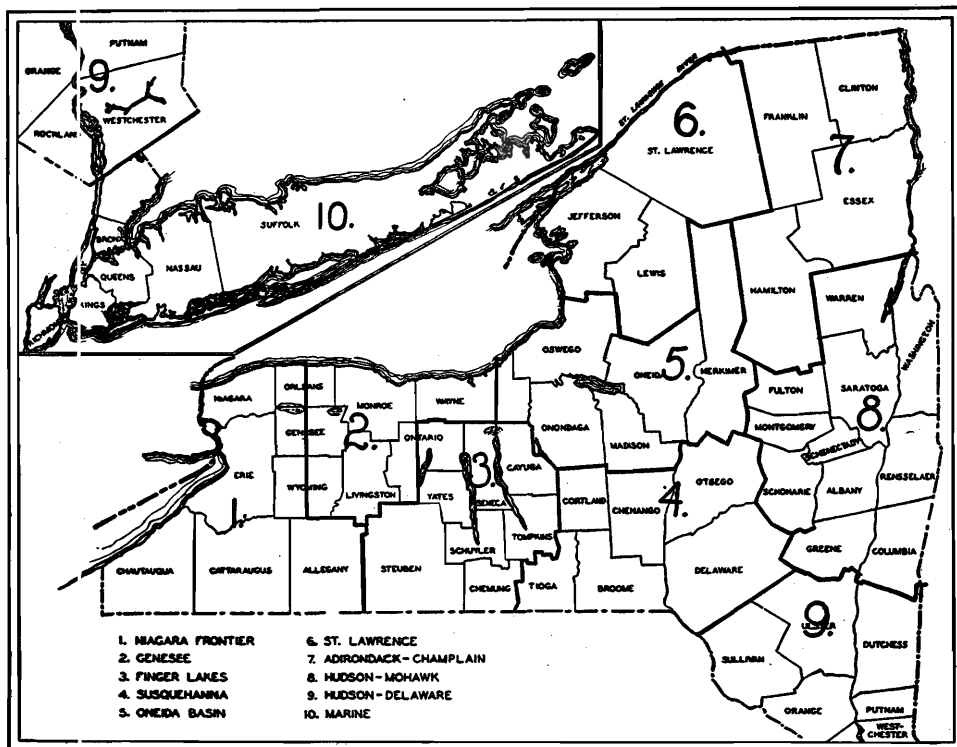 PUTNAM
ORANGE
9.
WESTCHESTER
ROCKLAN
BRONX
QUEENS
NASSAU
SUFFOLK
10.
KINGS
RICHMOND
ST. LAWRENCE RIVER
6.
ST. LAWRENCE
FRANKLIN
CLINTON
7.
ESSEX
JEFFERSON
LEWIS
HAMILTON
WARREN
WASHINGTON
OSWEGO
ONEIDA
5.
HERKIMER
FULTON
SARATOGA
8.
NIAGARA
ORLEANS
MONROE
WAYNE
ONONDAGA
MADISON
MONTGOMERY
SCHENECTADY
GENESEE
2.
ONTARIO
3.
CAYUGA
ERIE
WYOMING
LIVINGSTON
YATES
SENECA
CORTLAND
CHENANGO
4.
OTSEGO
SCHOHARIE
ALBANY
RENSSELAER
SCHUYLER
TOMPKINS
GREENE
COLUMBIA
CHAUTAUQUA
CATTARAUGUS
ALLEGANY
STEUBEN
CHEMUNG
TIOGA
BROOME
DELAWARE
9.
ULSTER
DUTCHESS
SULLIVAN
ORANGE
PUTNAM
WEST-
CHESTER
1. NIAGARA FRONTIER
2. GENESEE
3. FINGER LAKES
4. SUSQUEHANNA
5. ONEIDA BASIN
6. ST. LAWRENCE
7. ADIRONDACK-CHAMPLAIN
8. HUDSON-MOHAWK
9. HUDSON-DELAWARE
10. MARINE